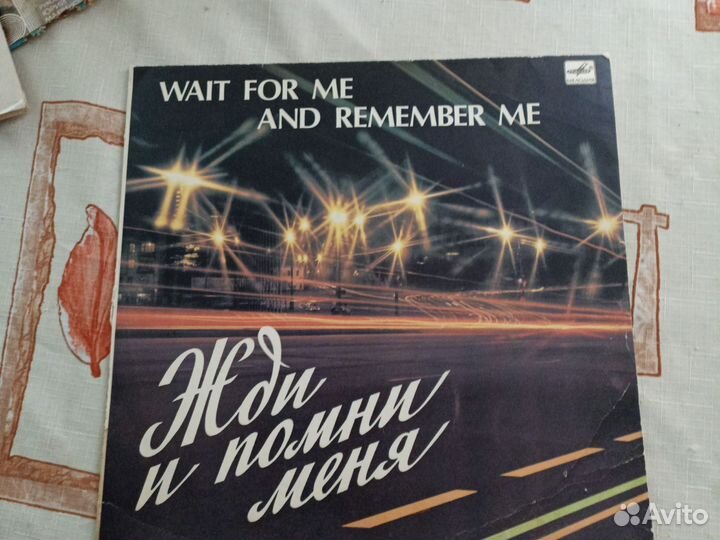 WAIT FOR ME
AND REMEMBER ME
Жди
и помни
меня
Avito